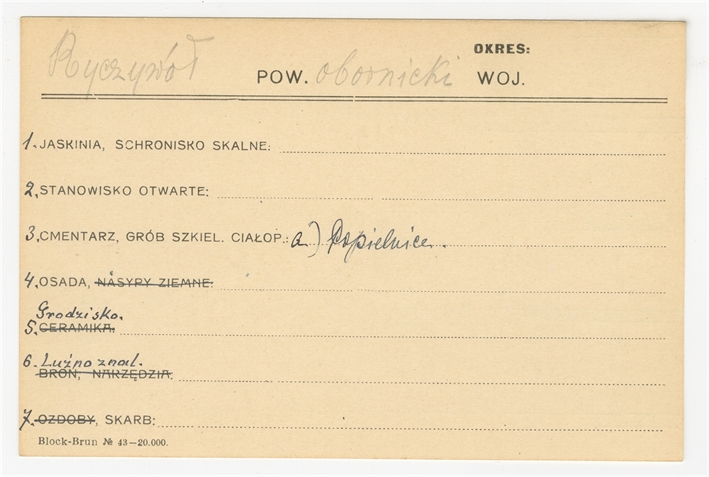 OKRES:
Ryczywół POW. obornicki WOJ.
1. JASKINIA, SCHRONISKO SKALNE:
2. STANOWISKO OTWARTE:
3. CMENTARZ, GRÓB SZKIEL. CIAŁOP.: a) Popielnice.
4. OSADA, NASYPY ZIEMNE:
Grodzisko.
5. CERAMIKA:
6. Luźno znal.
BROŃ, NARZĘDZIA:
7. OZDOBY, SKARB:
Block-Brun № 43—20.000.